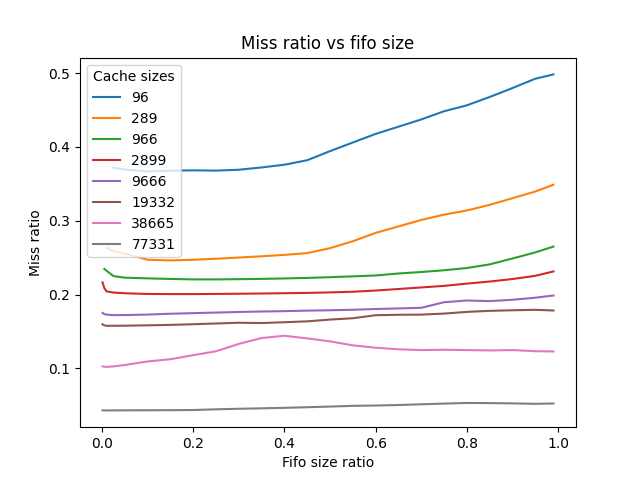 Miss ratio vs fifo size
Cache sizes
96
289
966
2899
9666
19332
38665
77331
0.5
0.4
0.3
0.2
0.1
Miss ratio
0.0 0.2 0.4 0.6 0.8 1.0
Fifo size ratio